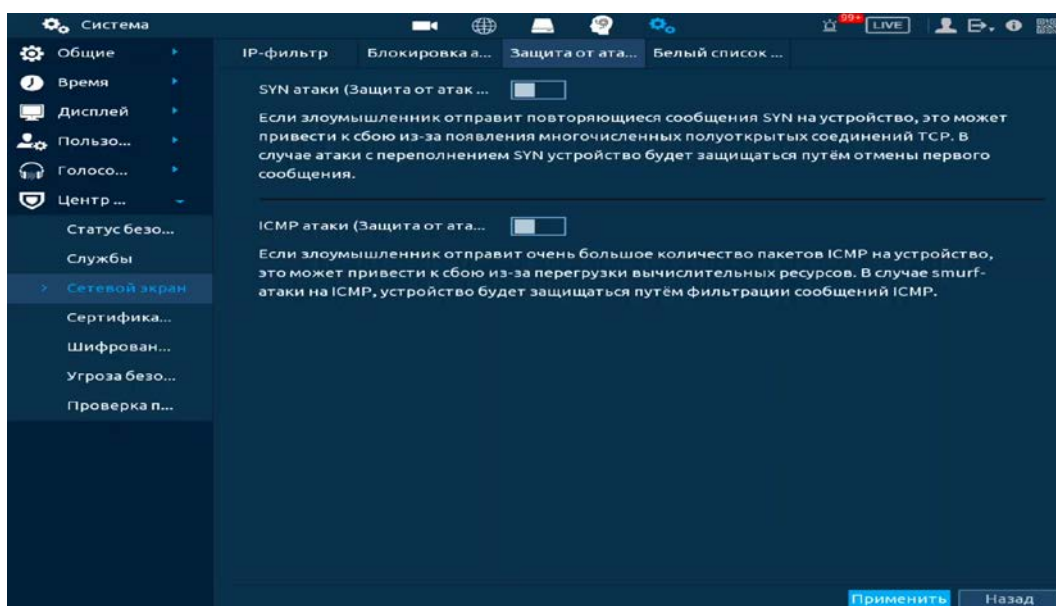 Система
99+
LIVE
Общие
Время
Дисплей
Пользо...
Голосо...
Центр ...
Статус безо...
Службы
Сетевой экран
Сертифика...
Шифрован...
Угроза безо...
Проверка п...
IP-фильтр
Блокировка а...
Защита от ата...
Белый список ...
SYN атаки (Защита от атак ...
Если злоумышленник отправит повторяющиеся сообщения SYN на устройство, это может
привести к сбою из-за появления многочисленных полуоткрытых соединений TCP. В
случае атаки с переполнением SYN устройство будет защищаться путём отмены первого
сообщения.
ICMP атаки (Защита от ата...
Если злоумышленник отправит очень большое количество пакетов ICMP на устройство,
это может привести к сбою из-за перегрузки вычислительных ресурсов. В случае smurf-
атаки на ICMP, устройство будет защищаться путём фильтрации сообщений ICMP.
Применить
Назад